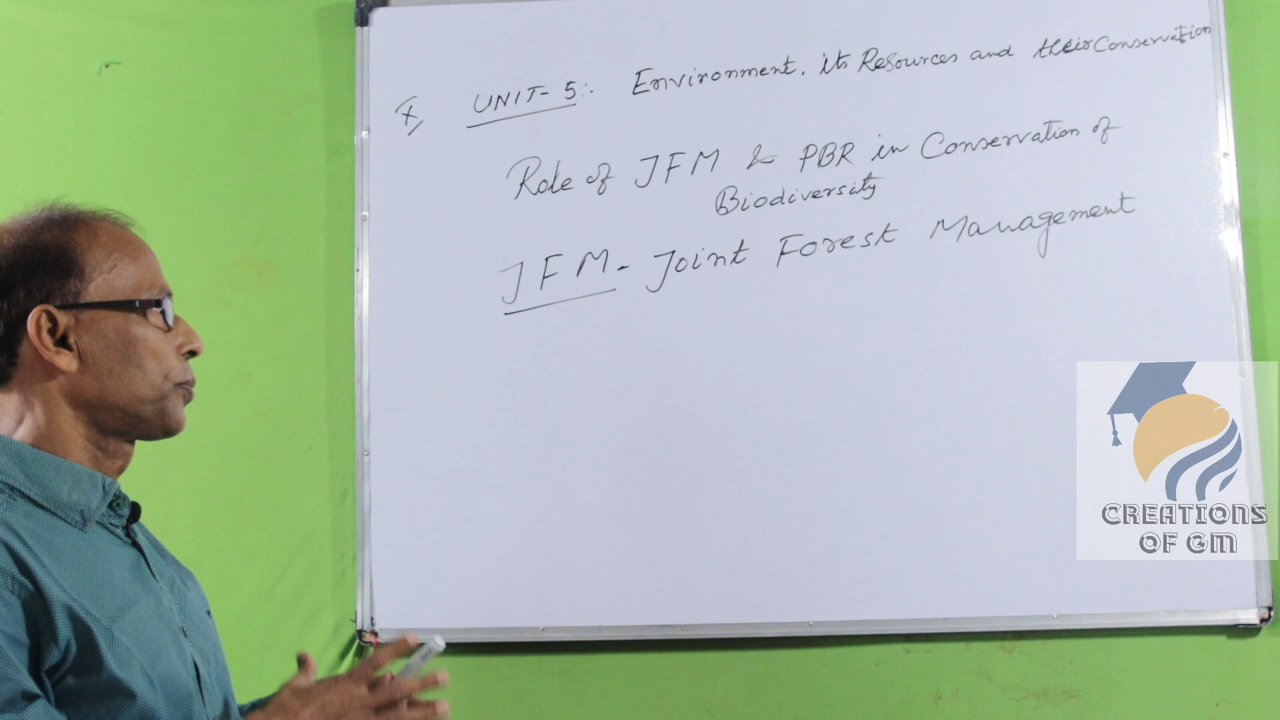 X, UNIT-5:. Environment, its Resources and their Conservation
Role of JFM & PBR in Conservation of
Biodiversity
JFM - Joint Forest Management
CREATIONS
OF GM